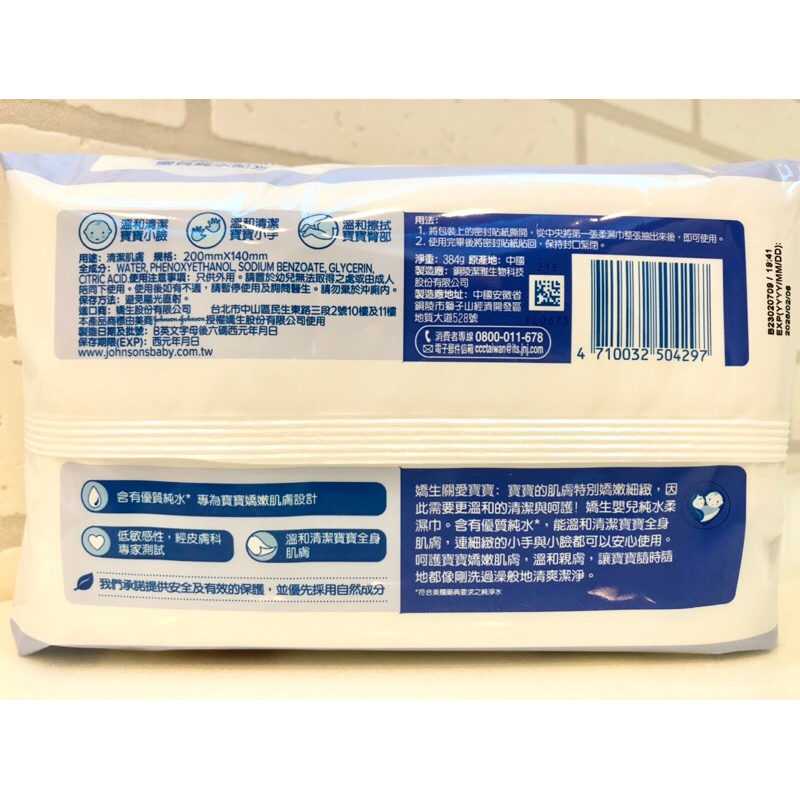 溫和清潔
寶寶小臉
溫和清潔
寶寶小手
溫和擦拭
寶寶臀部
用途: 清潔肌膚 規格: 200mmX140mm
全成分: WATER, PHENOXYETHANOL, SODIUM BENZOATE, GLYCERIN,
CITRIC ACID.使用注意事項: 只供外用。請置於幼兒無法取得之處或由成人
陪同下使用。使用後如有不適, 請暫停使用及詢問醫生。請勿棄於沖廁內。
保存方法: 避免陽光直射。
進口商: 嬌生股份有限公司 台北市中山區民生東路三段2號10樓及11樓
本產品商標由美商Johnson & Johnson授權嬌生股份有限公司使用
製造日期及批號: B英文字母後六碼西元年月日
保存期限(EXP): 西元年月日
www.johnsonsbaby.com.tw
用法:
1. 將包裝上的密封貼紙撕開, 從中央將第一張柔濕巾整張抽出來後, 即可使用。
2. 使用完畢後將密封貼紙貼回, 保持封口緊閉。
淨重: 384g 原產地: 中國
製造廠: 銅陵潔雅生物科技
股份有限公司
製造廠地址: 中國安徽省
銅陵市獅子山經濟開發區
地質大道528號
消費者專線 0800-011-678
電子郵件信箱 ccctaiwan@its.jnj.com
4 710032 504297
B23020709 / 19:41
EXP(YYYY/MM/DD):
2026/02/06
含有優質純水* 專為寶寶嬌嫩肌膚設計
低敏感性, 經皮膚科
專家測試
溫和清潔寶寶全身
肌膚
我們承諾提供安全及有效的保護, 並優先採用自然成分
嬌生關愛寶寶: 寶寶的肌膚特別嬌嫩細緻, 因
此需要更溫和的清潔與呵護! 嬌生嬰兒純水柔
濕巾。含有優質純水*, 能溫和清潔寶寶全身
肌膚, 連細緻的小手與小臉都可以安心使用。
呵護寶寶嬌嫩肌膚, 溫和親膚, 讓寶寶隨時隨
地都像剛洗過澡般地清爽潔淨。
*符合美國藥典要求之純淨水